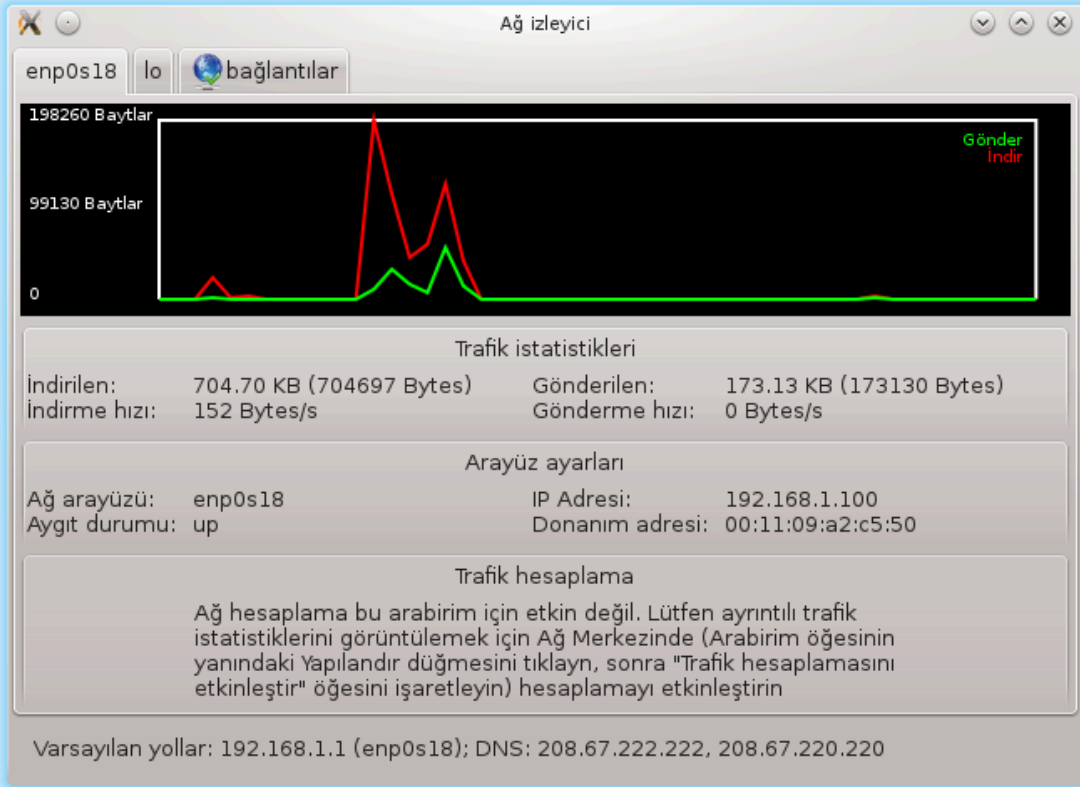 Ağ izleyici
enp0s18 lo bağlantılar
198260 Baytlar
Gönder
İndir
99130 Baytlar
0
Trafik istatistikleri
İndirilen: 704.70 KB (704697 Bytes) Gönderilen: 173.13 KB (173130 Bytes)
İndirme hızı: 152 Bytes/s Gönderme hızı: 0 Bytes/s
Arayüz ayarları
Ağ arayüzü: enp0s18 IP Adresi: 192.168.1.100
Aygıt durumu: up Donanım adresi: 00:11:09:a2:c5:50
Trafik hesaplama
Ağ hesaplama bu arabirim için etkin değil. Lütfen ayrıntılı trafik
istatistiklerini görüntülemek için Ağ Merkezinde (Arabirim öğesinin
yanındaki Yapılandır düğmesini tıklayn, sonra "Trafik hesaplamasını
etkinleştir" öğesini işaretleyin) hesaplamayı etkinleştirin
Varsayılan yollar: 192.168.1.1 (enp0s18); DNS: 208.67.222.222, 208.67.220.220